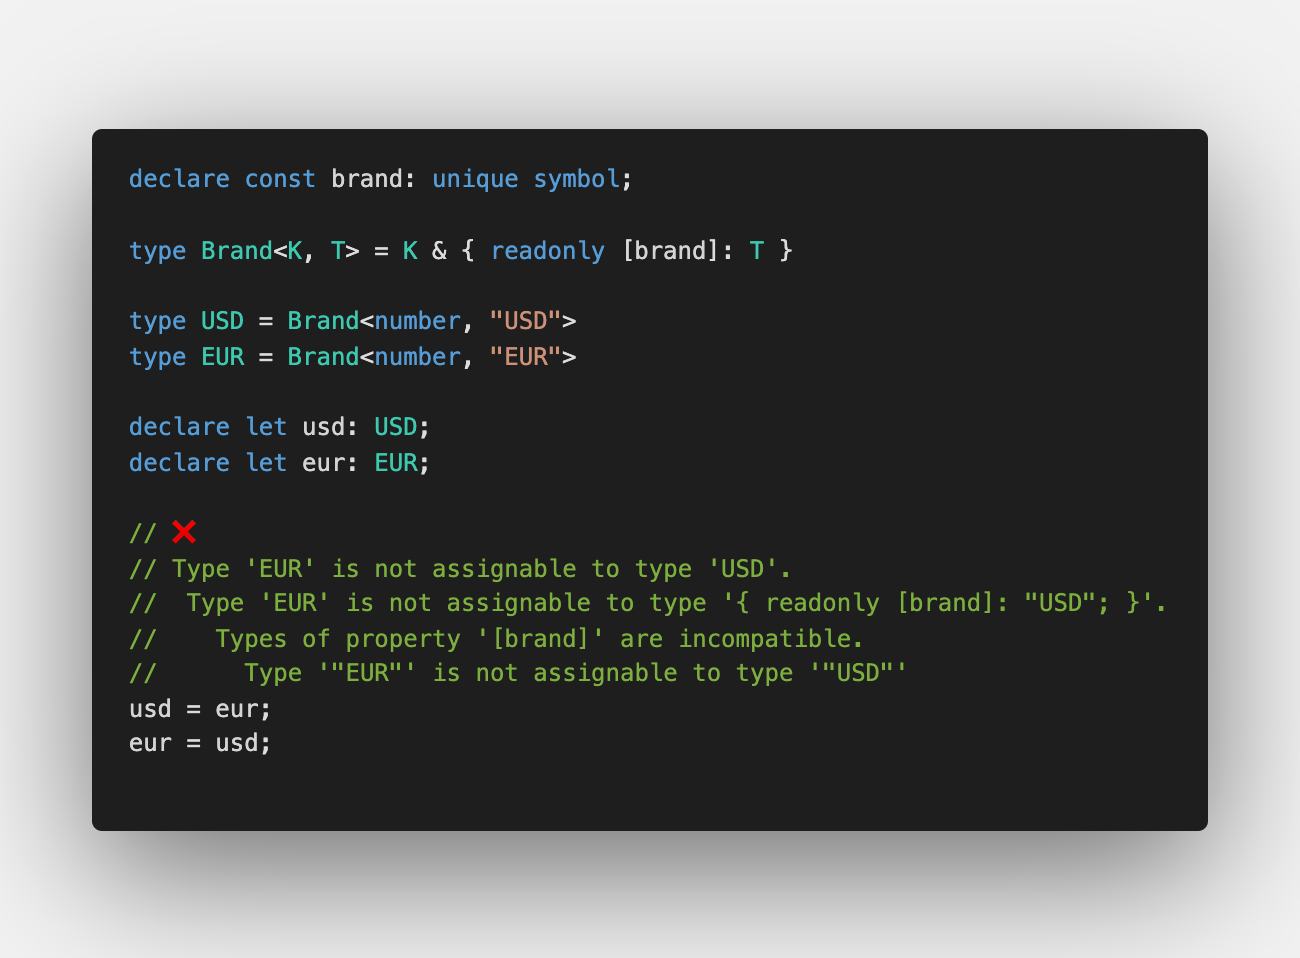 declare const brand: unique symbol;
type Brand<K, T> = K & { readonly [brand]: T }
type USD = Brand<number, "USD">
type EUR = Brand<number, "EUR">
declare let usd: USD;
declare let eur: EUR;
// ❌
// Type 'EUR' is not assignable to type 'USD'.
//  Type 'EUR' is not assignable to type '{ readonly [brand]: "USD"; }'.
//    Types of property '[brand]' are incompatible.
//      Type '"EUR"' is not assignable to type '"USD"'
usd = eur;
eur = usd;